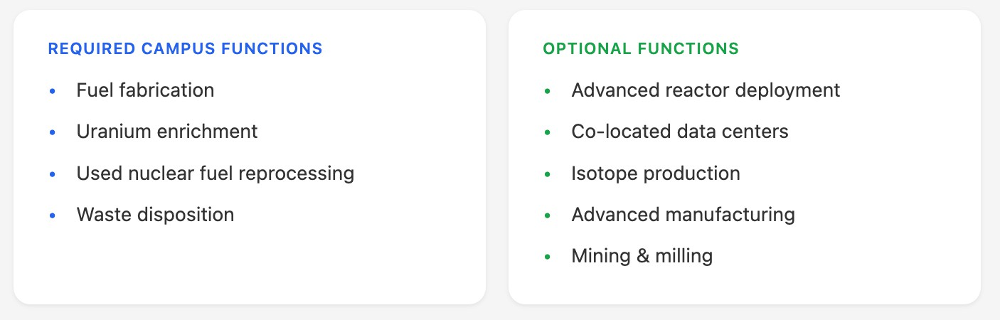 REQUIRED CAMPUS FUNCTIONS
• Fuel fabrication
• Uranium enrichment
• Used nuclear fuel reprocessing
• Waste disposition
OPTIONAL FUNCTIONS
• Advanced reactor deployment
• Co-located data centers
• Isotope production
• Advanced manufacturing
• Mining & milling